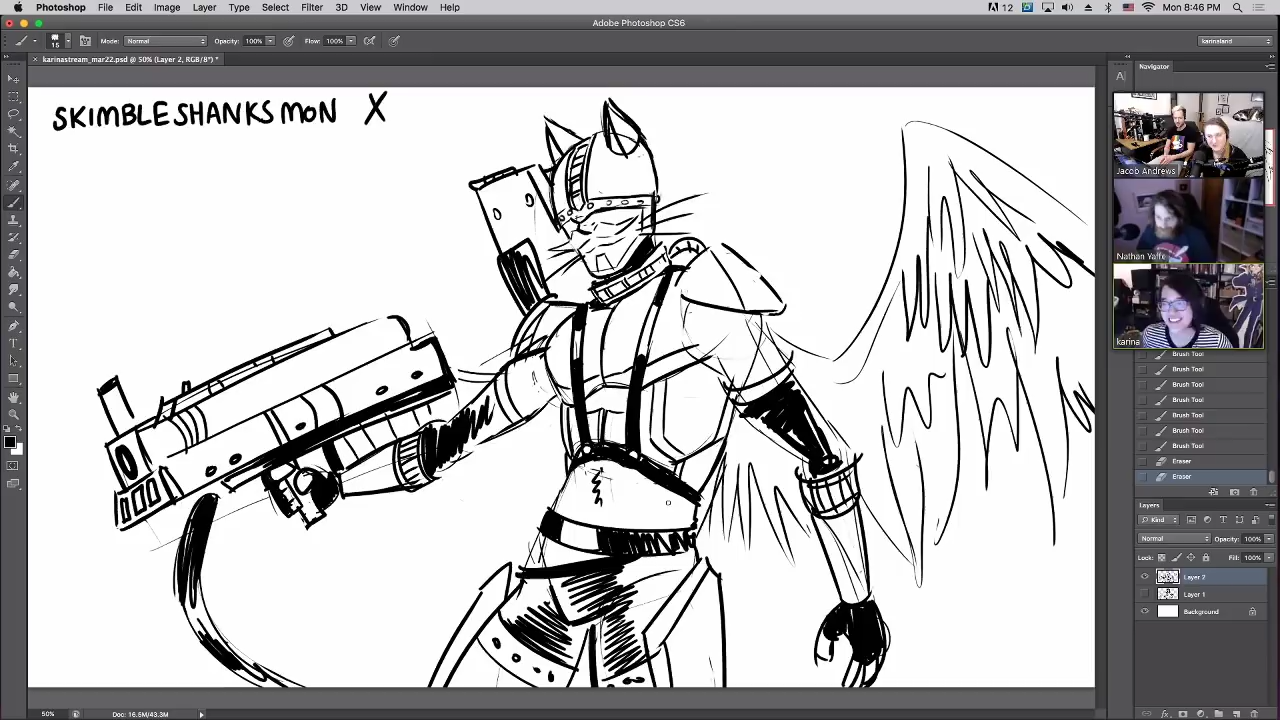 Photoshop File Edit Image Layer Type Select Filter 3D View Window Help
12 Mon 8:46 PM
Adobe Photoshop CS6
15 Mode: Normal Opacity: 100% Flow: 100% karinaland
karinastream_mar22.psd @ 50% (Layer 2, RGB/8*) *
Navigator
SKIMBLESHANKSMON X
Jacob Andrews
Nathan Yaffe
karina
Brush Tool
Brush Tool
Brush Tool
Brush Tool
Brush Tool
Brush Tool
Brush Tool
Eraser
Eraser
Layers
Kind
Normal Opacity: 100%
Lock: Fill: 100%
Layer 2
Layer 1
Background
50% Doc: 16.5M/43.3M